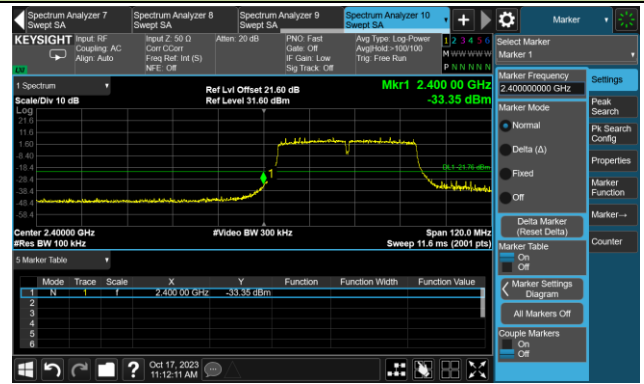 Spectrum Analyzer 7
Swept SA
Spectrum Analyzer 8
Swept SA
Spectrum Analyzer 9
Swept SA
Spectrum Analyzer 10
Swept SA
+
Marker
KEYSIGHT
Input: RF
Coupling: AC
Align: Auto
Input Z: 50 Ω
Corr CCorr
Freq Ref: Int (S)
NFE: Off
Atten: 20 dB
PNO: Fast
Gate: Off
IF Gain: Low
Sig Track: Off
Avg Type: Log-Power
Avg|Hold:>100/100
Trig: Free Run
1 2 3 4 5 6
M W W W W W
P N N N N N
Select Marker
Marker 1
1 Spectrum
Scale/Div 10 dB
Log
Ref Lvl Offset 21.60 dB
Ref Level 31.60 dBm
Mkr1 2.400 00 GHz
-33.35 dBm
21.6
11.6
1.60
-8.40
-18.4
-28.4
-38.4
-48.4
-58.4
1
DL1 -21.76 dBm
Center 2.40000 GHz
#Res BW 100 kHz
#Video BW 300 kHz
Span 120.0 MHz
Sweep 11.6 ms (2001 pts)
5 Marker Table
Mode Trace Scale X Y Function Function Width Function Value
1 N 1 f 2.400 00 GHz -33.35 dBm
2
3
4
5
6
Marker Frequency
2.400000000 GHz
Marker Mode
Normal
Delta (Δ)
Fixed
Off
Delta Marker
(Reset Delta)
Marker Table
On
Off
Marker Settings
Diagram
All Markers Off
Couple Markers
On
Off
Settings
Peak
Search
Pk Search
Config
Properties
Marker
Function
Marker→
Counter
?
Oct 17, 2023
11:12:11 AM